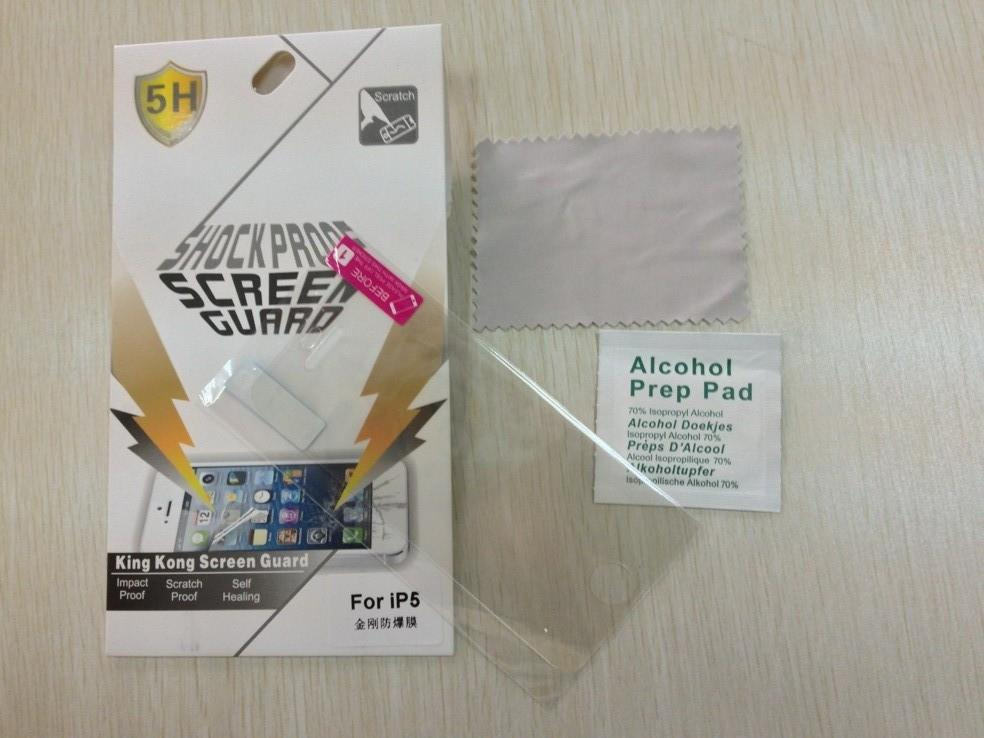 5H
Scratch
SHOCKPROOF
SCREEN
GUARD
1
BEFORE
King Kong Screen Guard
Impact
Proof
Scratch
Proof
Self
Healing
For iP5
金刚防爆膜
Alcohol
Prep Pad
70% Isopropyl Alcohol
Alcohol Doekjes
Isopropyl Alcohol 70%
Prèps D'Alcool
Alcool Isopropilique 70%
Alkoholtupfer
Isopropilische Alkohol 70%